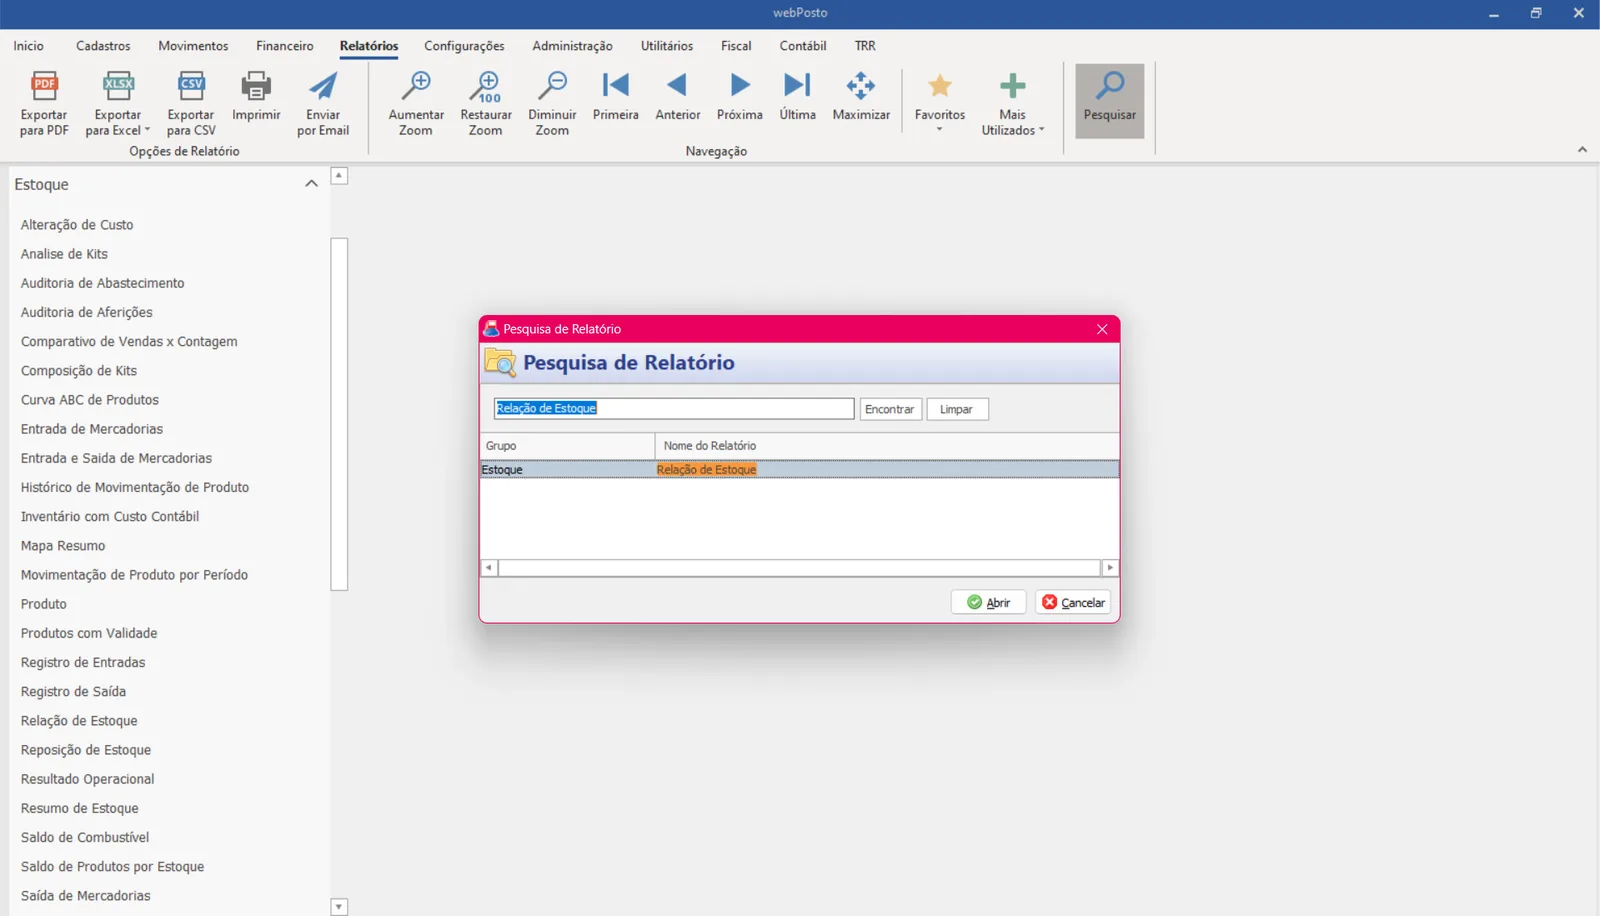 webPosto
Inicio Cadastros Movimentos Financeiro Relatórios Configurações Administração Utilitários Fiscal Contábil TRR
PDF XLSX CSV 100
Exportar para PDF
Exportar para Excel
Exportar para CSV
Imprimir
Enviar por Email
Aumentar Zoom
Restaurar Zoom
Diminuir Zoom
Primeira
Anterior
Próxima
Última
Maximizar
Favoritos
Mais Utilizados
Pesquisar
Opções de Relatório
Navegação
Estoque
Alteração de Custo
Analise de Kits
Auditoria de Abastecimento
Auditoria de Aferições
Comparativo de Vendas x Contagem
Composição de Kits
Curva ABC de Produtos
Entrada de Mercadorias
Entrada e Saida de Mercadorias
Histórico de Movimentação de Produto
Inventário com Custo Contábil
Mapa Resumo
Movimentação de Produto por Período
Produto
Produtos com Validade
Registro de Entradas
Registro de Saída
Relação de Estoque
Reposição de Estoque
Resultado Operacional
Resumo de Estoque
Saldo de Combustível
Saldo de Produtos por Estoque
Saída de Mercadorias
Pesquisa de Relatório
Pesquisa de Relatório
Relação de Estoque Encontrar Limpar
Grupo Nome do Relatório
Estoque Relação de Estoque
Abrir Cancelar